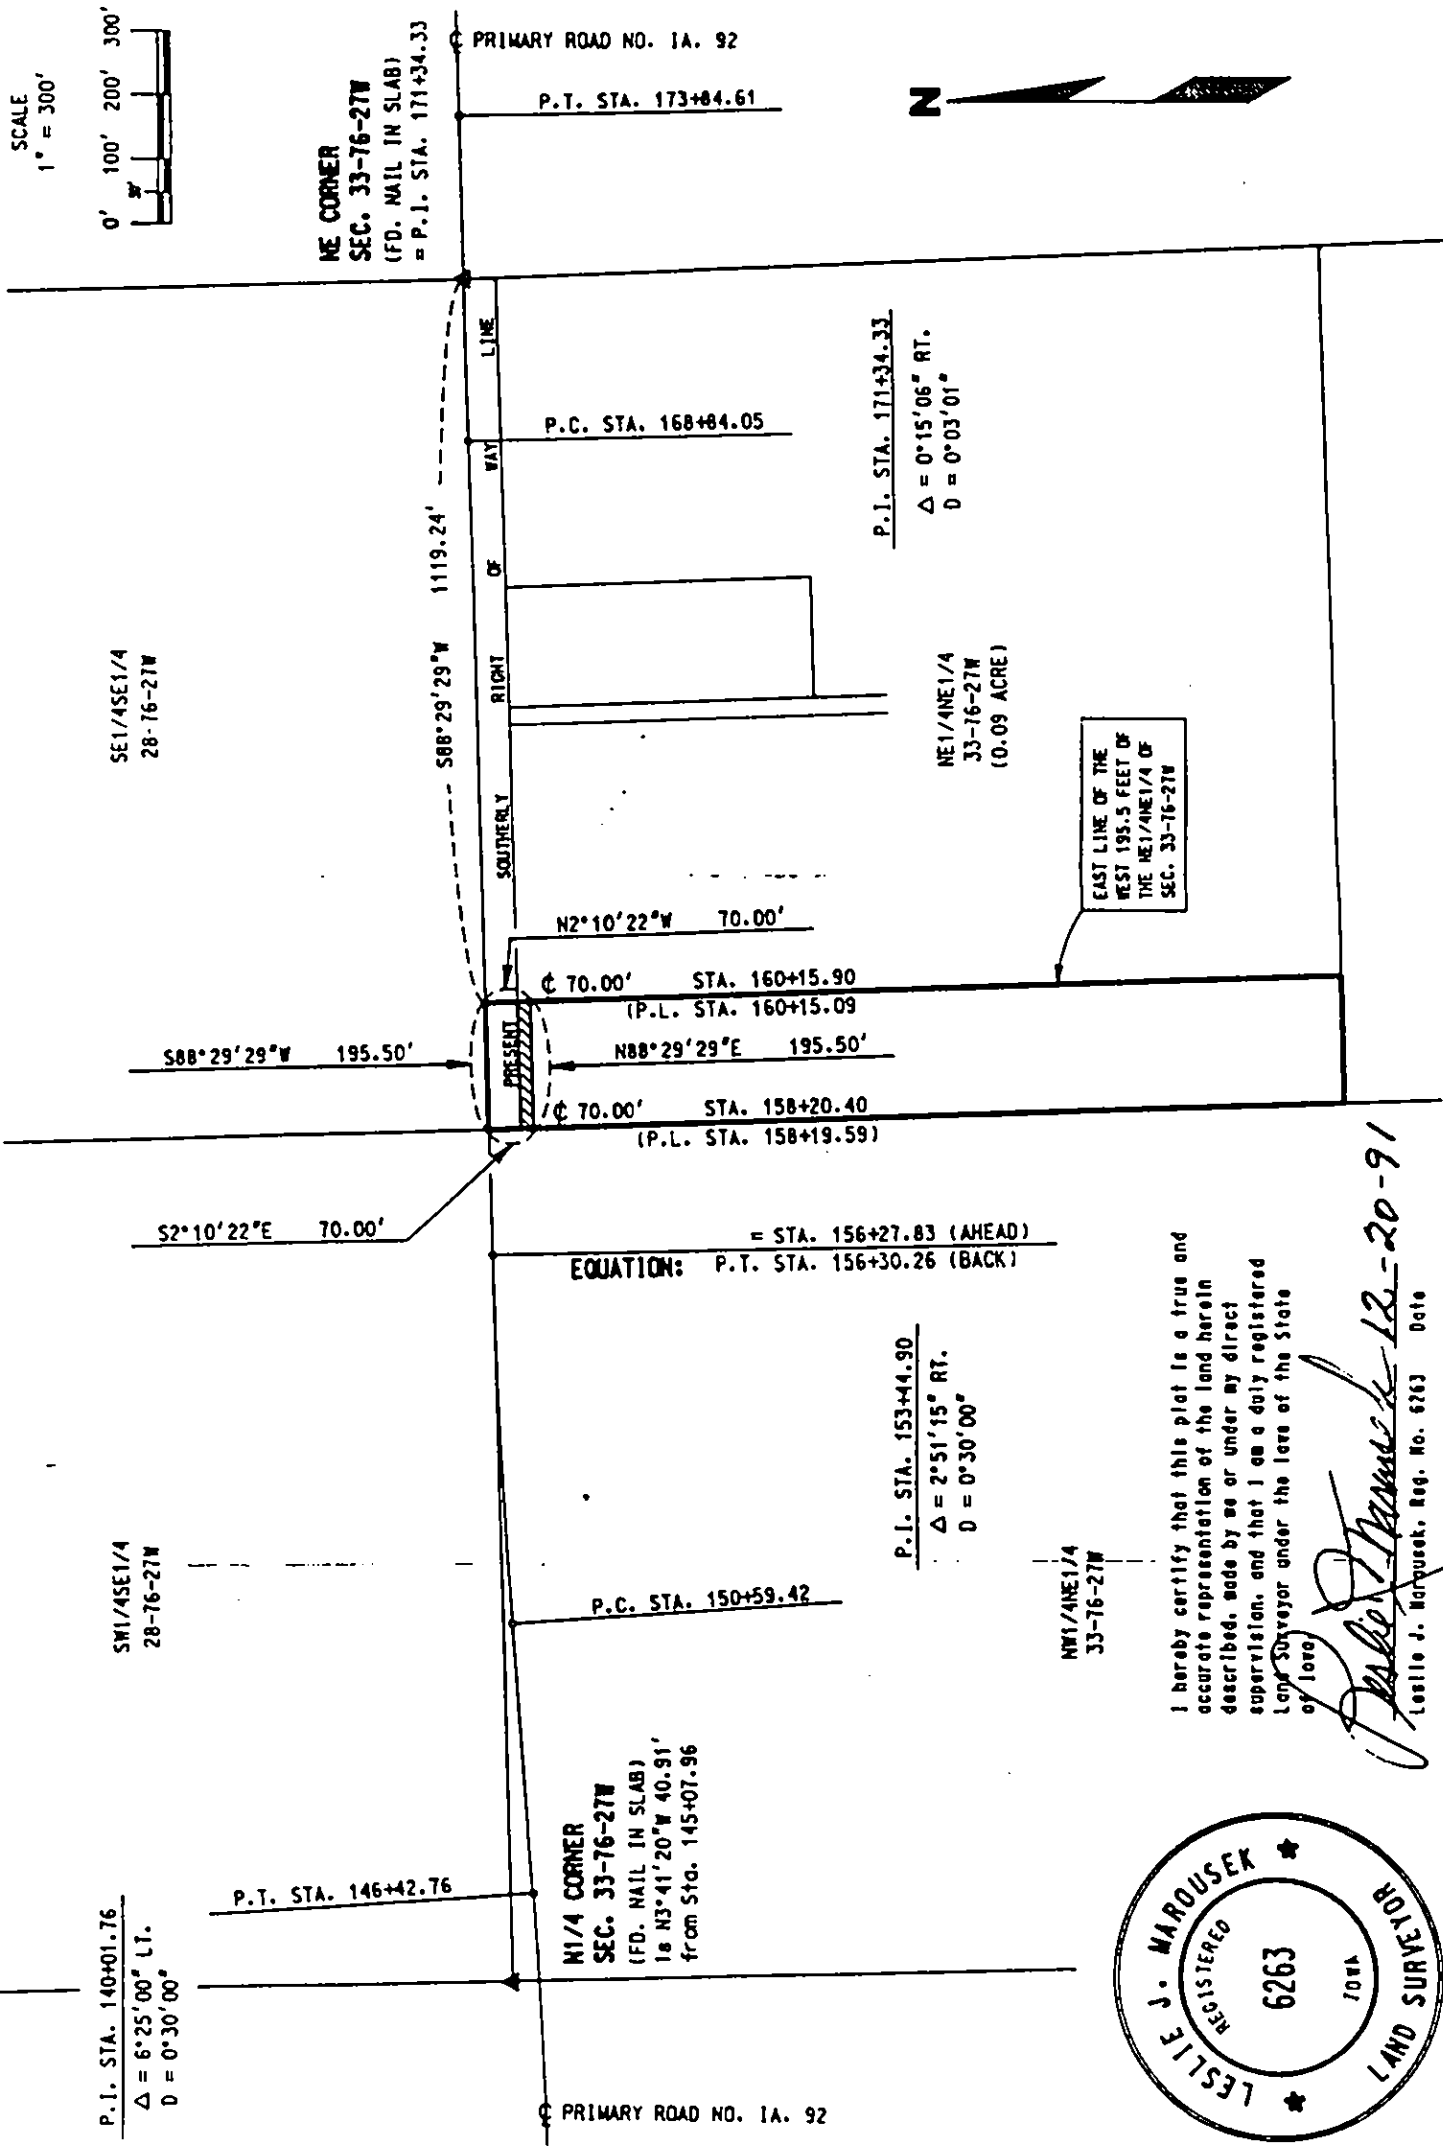 SCALE
1" = 300'
0' 50' 100' 200' 300'
P.I. STA. 140+01.76
Δ = 6°25'00" LT.
D = 0°30'00"
SW1/4SE1/4
28-76-27W
SE1/4SE1/4
28-76-27W
P.T. STA. 146+42.76
S2°10'22"E 70.00'
S88°29'29"W 195.50'
S88°29'29"W 1119.24'
NE CORNER
SEC. 33-76-27W
(FD. NAIL IN SLAB)
= P.I. STA. 171+34.33
℄ PRIMARY ROAD NO. IA. 92
P.T. STA. 173+84.61
PRESENT SOUTHERLY RIGHT OF WAY LINE
℄ PRIMARY ROAD NO. IA. 92
N1/4 CORNER
SEC. 33-76-27W
(FD. NAIL IN SLAB)
is N3°41'20"W 40.91'
from Sta. 145+07.96
P.C. STA. 150+59.42
= STA. 156+27.83 (AHEAD)
EQUATION: P.T. STA. 156+30.26 (BACK)
℄ 70.00' STA. 158+20.40
(P.L. STA. 158+19.59)
N88°29'29"E 195.50'
℄ 70.00' STA. 160+15.90
(P.L. STA. 160+15.09
N2°10'22"W 70.00'
P.C. STA. 168+84.05
N
P.I. STA. 153+44.90
Δ = 2°51'15" RT.
D = 0°30'00"
P.I. STA. 171+34.33
Δ = 0°15'06" RT.
D = 0°03'01"
NW1/4NE1/4
33-76-27W
NE1/4NE1/4
33-76-27W
(0.09 ACRE)
EAST LINE OF THE
WEST 195.5 FEET OF
THE NE1/4NE1/4 OF
SEC. 33-76-27W
LESLIE J. MAROUSEK
REGISTERED
6263
IOWA
LAND SURVEYOR
I hereby certify that this plat is a true and
accurate representation of the land herein
described, made by me or under my direct
supervision, and that I am a duly registered
Land Surveyor under the laws of the State
of Iowa.
Leslie J Marousek 12-20-91
Leslie J. Marousek, Reg. No. 6263 Date